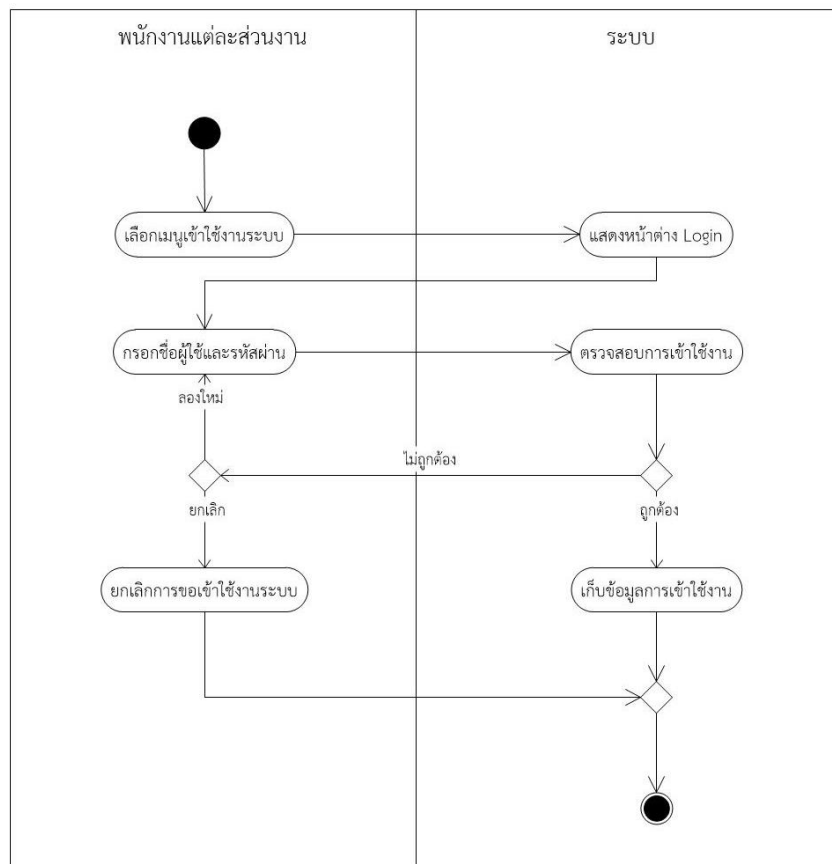 พนักงานแต่ละส่วนงาน
ระบบ
เลือกเมนูเข้าใช้งานระบบ
แสดงหน้าต่าง Login
กรอกชื่อผู้ใช้และรหัสผ่าน
ตรวจสอบการเข้าใช้งาน
ลองใหม่
ไม่ถูกต้อง
ยกเลิก
ถูกต้อง
ยกเลิกการขอเข้าใช้งานระบบ
เก็บข้อมูลการเข้าใช้งาน